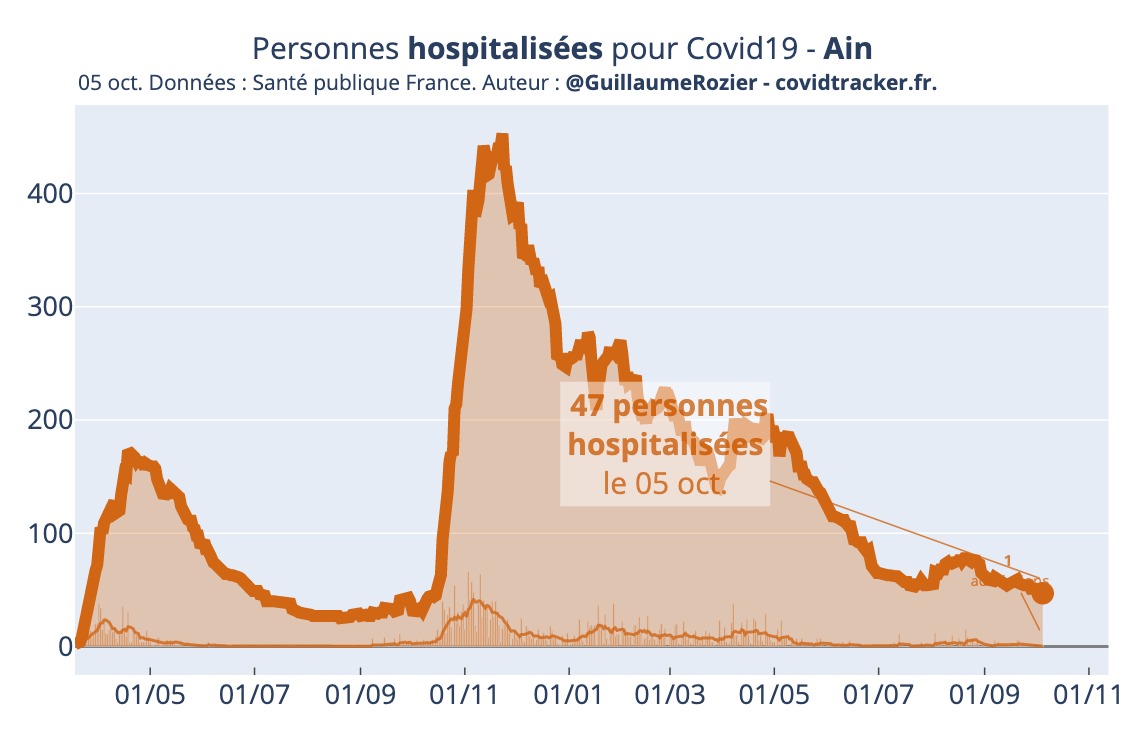 Personnes hospitalisées pour Covid19 - Ain
05 oct. Données : Santé publique France. Auteur : @GuillaumeRozier - covidtracker.fr.
400
300
200
100
0
47 personnes
hospitalisées
le 05 oct.
1
01/05 01/07 01/09 01/11 01/01 01/03 01/05 01/07 01/09 01/11